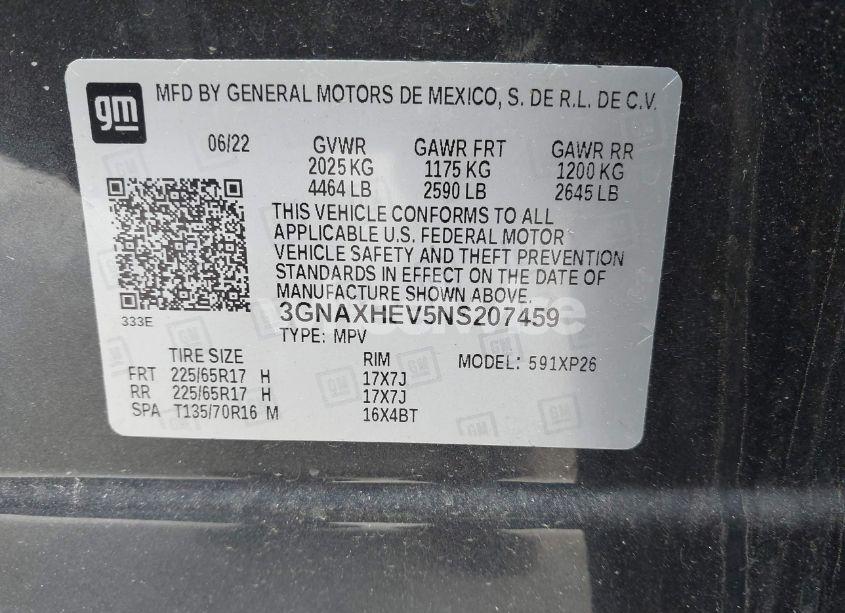 gm MFD BY GENERAL MOTORS DE MEXICO, S. DE R.L. DE C.V.
06/22 GVWR GAWR FRT GAWR RR
2025 KG 1175 KG 1200 KG
4464 LB 2590 LB 2645 LB
THIS VEHICLE CONFORMS TO ALL
APPLICABLE U.S. FEDERAL MOTOR
VEHICLE SAFETY AND THEFT PREVENTION
STANDARDS IN EFFECT ON THE DATE OF
MANUFACTURE SHOWN ABOVE.
333E 3GNAXHEV5NS207459
TYPE: MPV
TIRE SIZE RIM MODEL: 591XP26
FRT 225/65R17 H 17X7J
RR 225/65R17 H 17X7J
SPA T135/70R16 M 16X4BT